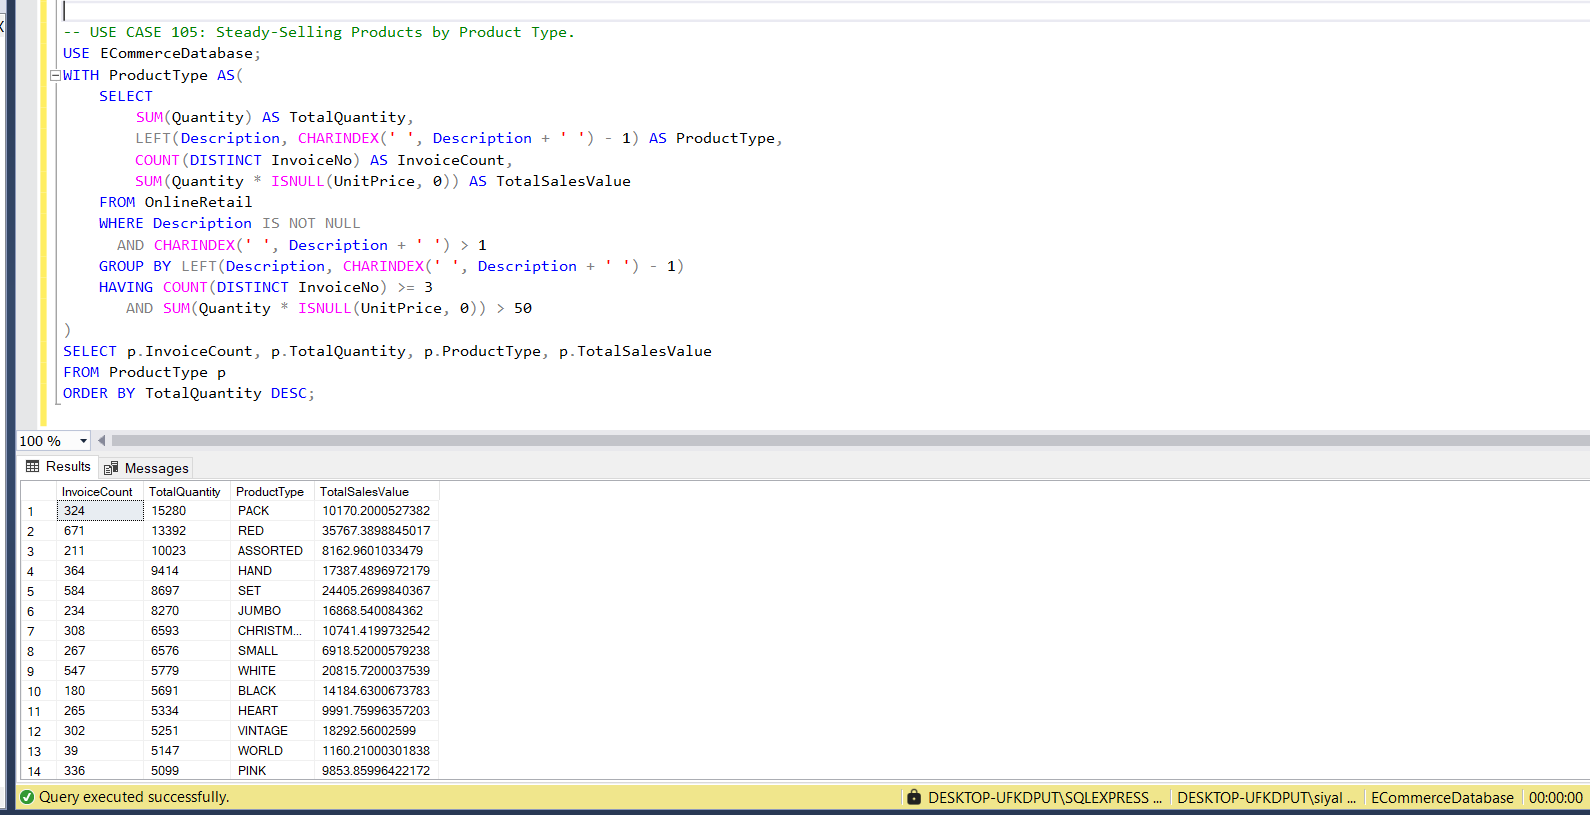 -- USE CASE 105: Steady-Selling Products by Product Type.
USE ECommerceDatabase;
WITH ProductType AS(
SELECT
SUM(Quantity) AS TotalQuantity,
LEFT(Description, CHARINDEX(' ', Description + ' ') - 1) AS ProductType,
COUNT(DISTINCT InvoiceNo) AS InvoiceCount,
SUM(Quantity * ISNULL(UnitPrice, 0)) AS TotalSalesValue
FROM OnlineRetail
WHERE Description IS NOT NULL
AND CHARINDEX(' ', Description + ' ') > 1
GROUP BY LEFT(Description, CHARINDEX(' ', Description + ' ') - 1)
HAVING COUNT(DISTINCT InvoiceNo) >= 3
AND SUM(Quantity * ISNULL(UnitPrice, 0)) > 50
)
SELECT p.InvoiceCount, p.TotalQuantity, p.ProductType, p.TotalSalesValue
FROM ProductType p
ORDER BY TotalQuantity DESC;
100 %
Results Messages
InvoiceCount TotalQuantity ProductType TotalSalesValue
1 324 15280 PACK 10170.2000527382
2 671 13392 RED 35767.3898845017
3 211 10023 ASSORTED 8162.9601033479
4 364 9414 HAND 17387.4896972179
5 584 8697 SET 24405.2699840367
6 234 8270 JUMBO 16868.540084362
7 308 6593 CHRISTM... 10741.4199732542
8 267 6576 SMALL 6918.52000579238
9 547 5779 WHITE 20815.7200037539
10 180 5691 BLACK 14184.6300673783
11 265 5334 HEART 9991.75996357203
12 302 5251 VINTAGE 18292.56002599
13 39 5147 WORLD 1160.21000301838
14 336 5099 PINK 9853.85996422172
Query executed successfully. DESKTOP-UFKDPUT\SQLEXPRESS ... DESKTOP-UFKDPUT\siyal ... ECommerceDatabase 00:00:00